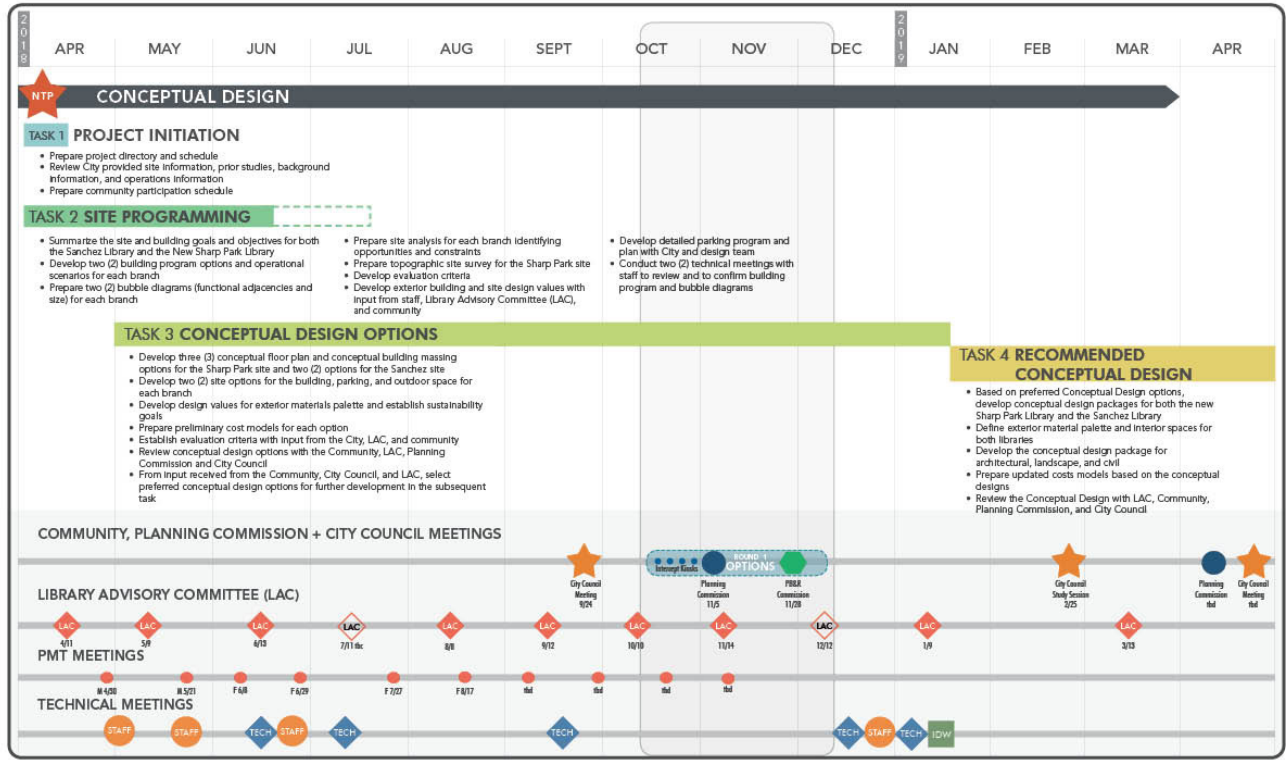 2018
2019
APR MAY JUN JUL AUG SEPT OCT NOV DEC JAN FEB MAR APR
NTP CONCEPTUAL DESIGN
TASK 1 PROJECT INITIATION
• Prepare project directory and schedule
• Review City provided site information, prior studies, background
information, and operations information
• Prepare community participation schedule
TASK 2 SITE PROGRAMMING
• Summarize the site and building goals and objectives for both
the Sanchez Library and the New Sharp Park Library
• Develop two (2) building program options and operational
scenarios for each branch
• Prepare two (2) bubble diagrams (functional adjacencies and
size) for each branch
• Prepare site analysis for each branch identifying
opportunities and constraints
• Prepare topographic site survey for the Sharp Park site
• Develop evaluation criteria
• Develop exterior building and site design values with
input from staff, Library Advisory Committee (LAC),
and community
• Develop detailed parking program and
plan with City and design team
• Conduct two (2) technical meetings with
staff to review and to confirm building
program and bubble diagrams
TASK 3 CONCEPTUAL DESIGN OPTIONS
• Develop three (3) conceptual floor plan and conceptual building massing
options for the Sharp Park site and two (2) options for the Sanchez site
• Develop two (2) site options for the building, parking, and outdoor space for
each branch
• Develop design values for exterior materials palette and establish sustainability
goals
• Prepare preliminary cost models for each option
• Establish evaluation criteria with input from the City, LAC, and community
• Review conceptual design options with the Community, LAC, Planning
Commission and City Council
• From input received from the Community, City Council, and LAC, select
preferred conceptual design options for further development in the subsequent
task
TASK 4 RECOMMENDED
CONCEPTUAL DESIGN
• Based on preferred Conceptual Design options,
develop conceptual design packages for both the new
Sharp Park Library and the Sanchez Library
• Define exterior material palette and interior spaces for
both libraries
• Develop the conceptual design package for
architectural, landscape, and civil
• Prepare updated costs models based on the conceptual
designs
• Review the Conceptual Design with LAC, Community,
Planning Commission, and City Council
COMMUNITY, PLANNING COMMISSION + CITY COUNCIL MEETINGS
City Council
Meeting
9/24
Intercept Kiosks
ROUND 1
OPTIONS
Planning
Commission
11/5
PB&R
Commission
11/28
City Council
Study Session
2/25
Planning
Commission
tbd
City Council
Meeting
tbd
LIBRARY ADVISORY COMMITTEE (LAC)
LAC LAC LAC LAC LAC LAC LAC LAC LAC LAC LAC
4/11 5/9 6/13 7/11 tbc 8/8 9/12 10/10 11/14 12/12 1/9 3/13
PMT MEETINGS
M 4/30 M 5/21 F 6/8 F 6/29 F 7/27 F 8/17 tbd tbd tbd tbd
TECHNICAL MEETINGS
STAFF STAFF TECH STAFF TECH TECH TECH STAFF TECH IDW